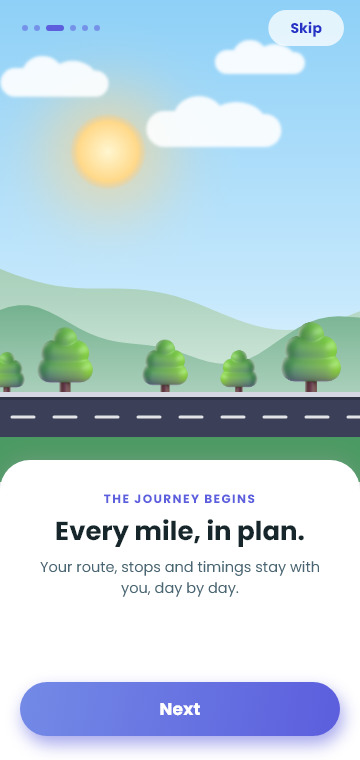 Skip
THE JOURNEY BEGINS
Every mile, in plan.
Your route, stops and timings stay with
you, day by day.
Next